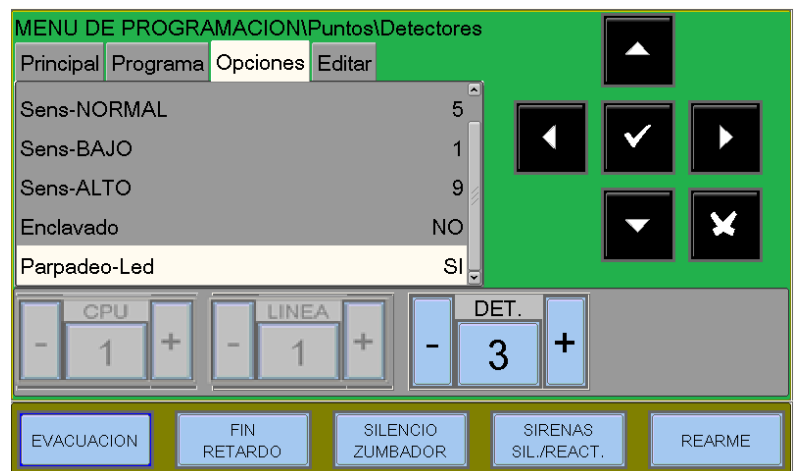 MENU DE PROGRAMACION\Puntos\Detectores
Principal Programa Opciones Editar
Sens-NORMAL 5
Sens-BAJO 1
Sens-ALTO 9
Enclavado NO
Parpadeo-Led SI
CPU LINEA DET.
- 1 + - 1 + - 3 +
EVACUACION
FIN
RETARDO
SILENCIO
ZUMBADOR
SIRENAS
SIL./REACT.
REARME